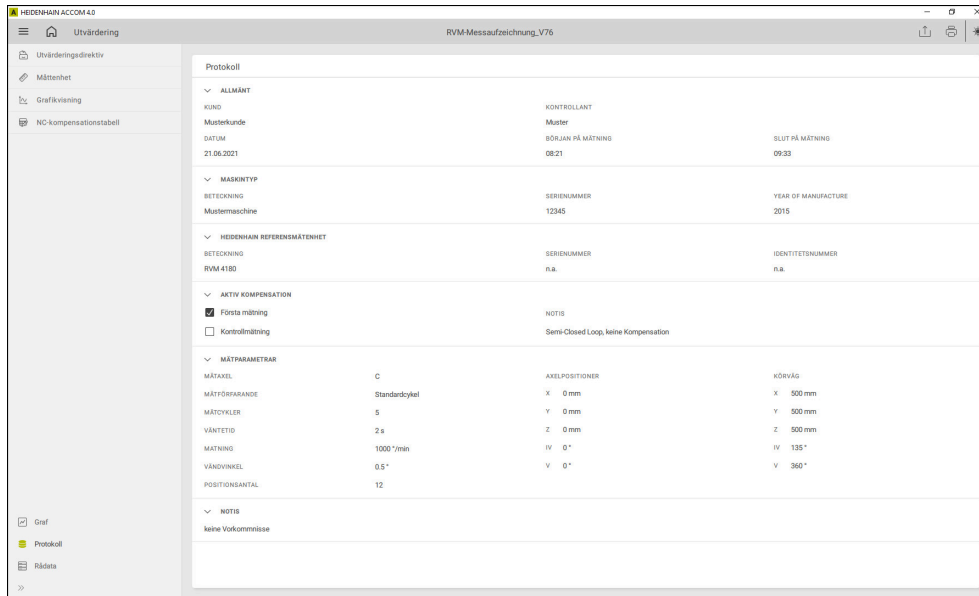 A HEIDENHAIN ACCOM 4.0
Utvärdering
RVM-Messaufzeichnung_V76
Utvärderingsdirektiv
Måttenhet
Grafikvisning
NC-kompensationstabell
Graf
Protokoll
Rådata
Protokoll
ALLMÄNT
KUND KONTROLLANT
Musterkunde Muster
DATUM BÖRJAN PÅ MÄTNING SLUT PÅ MÄTNING
21.06.2021 08:21 09:33
MASKINTYP
BETECKNING SERIENUMMER YEAR OF MANUFACTURE
Mustermaschine 12345 2015
HEIDENHAIN REFERENSMÄTENHET
BETECKNING SERIENUMMER IDENTITETSNUMMER
RVM 4180 n.a. n.a.
AKTIV KOMPENSATION
Första mätning NOTIS
Kontrollmätning Semi-Closed Loop, keine Kompensation
MÄTPARAMETRAR
MÄTAXEL C AXELPOSITIONER KÖRVÄG
MÄTFÖRFARANDE Standardcykel X 0 mm X 500 mm
MÄTCYKLER 5 Y 0 mm Y 500 mm
VÄNTETID 2 s Z 0 mm Z 500 mm
MATNING 1000 °/min IV 0 ° IV 135 °
VÄNDVINKEL 0.5 ° V 0 ° V 360 °
POSITIONSANTAL 12
NOTIS
keine Vorkommnisse